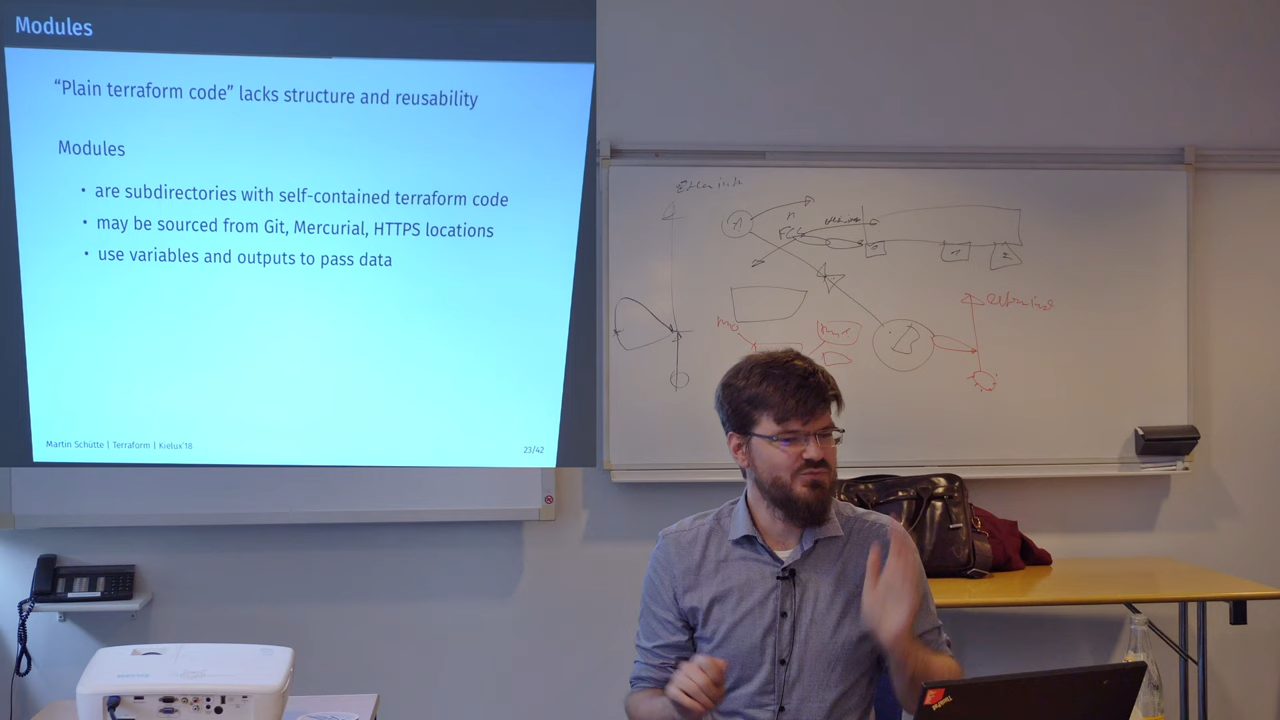 Modules
“Plain terraform code” lacks structure and reusability
Modules
• are subdirectories with self-contained terraform code
• may be sourced from Git, Mercurial, HTTPS locations
• use variables and outputs to pass data
Martin Schütte | Terraform | Kielux'18
23/42
A
n
B
ThinkPad